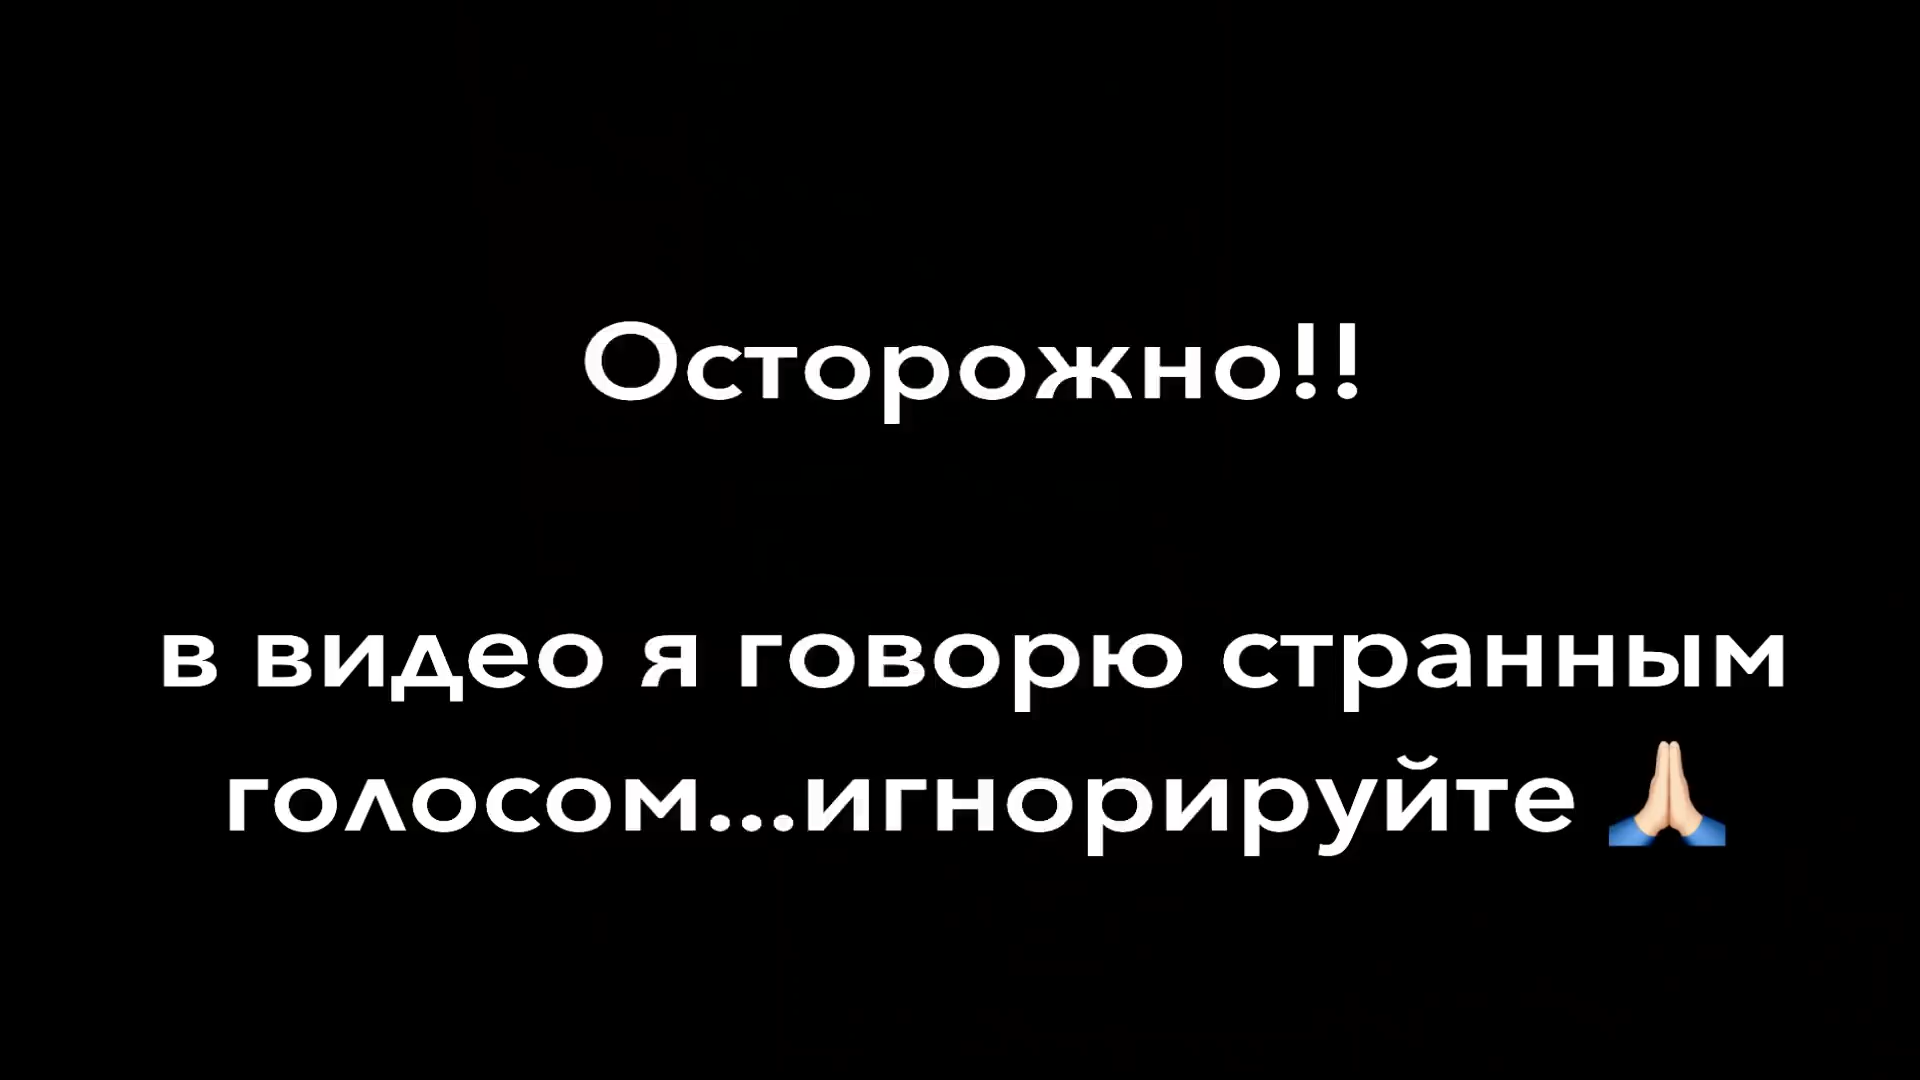 Осторожно!!
в видео я говорю странным
голосом...игнорируйте 🙏🏻